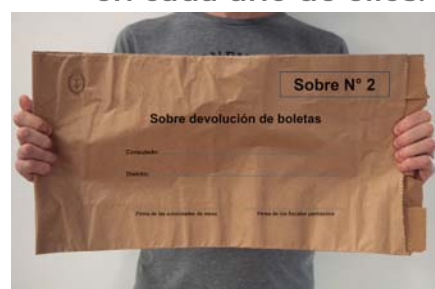 en cada uno de ellos.
Sobre N° 2
Sobre devolución de boletas
Consulado:
Distrito:
Firma de las autoridades de mesa
Firma de los fiscales partidarios